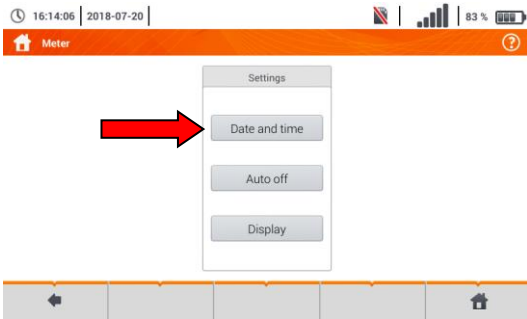 16:14:06 2018-07-20 83 %
Meter ?
Settings
Date and time
Auto off
Display